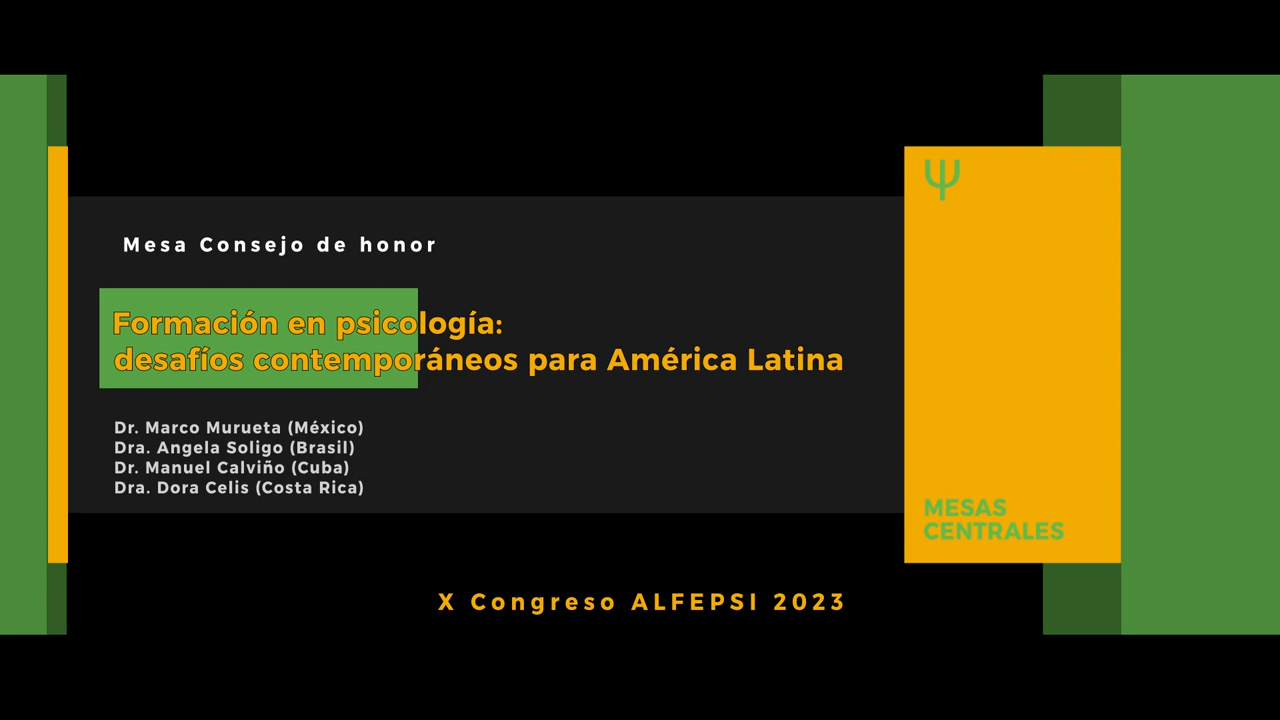 Mesa Consejo de honor
Formación en psicología:
desafíos contemporáneos para América Latina
Dr. Marco Murueta (México)
Dra. Angela Soligo (Brasil)
Dr. Manuel Calviño (Cuba)
Dra. Dora Celis (Costa Rica)
Ψ
MESAS
CENTRALES
X Congreso ALFEPSI 2023